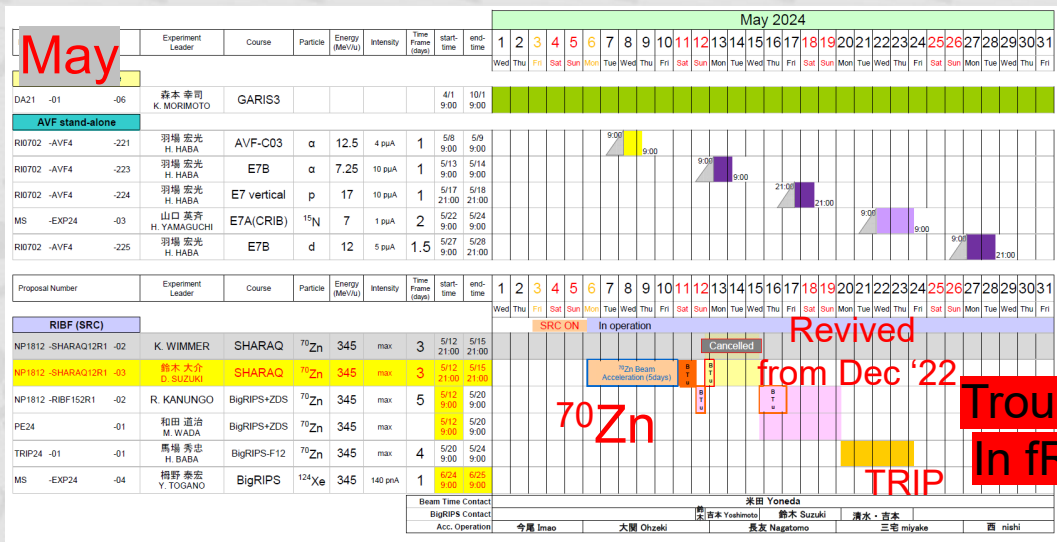 May
May 2024
Experiment Leader Course Particle Energy (MeV/u) Intensity Time Frame (days) start-time end-time 1 2 3 4 5 6 7 8 9 10 11 12 13 14 15 16 17 18 19 20 21 22 23 24 25 26 27 28 29 30 31
Wed Thu Fri Sat Sun Mon Tue Wed Thu Fri Sat Sun Mon Tue Wed Thu Fri Sat Sun Mon Tue Wed Thu Fri Sat Sun Mon Tue Wed Thu Fri
DA21 -01 -06 森本 幸司 K. MORIMOTO GARIS3 4/1 9:00 10/1 9:00
AVF stand-alone
RI0702 -AVF4 -221 羽場 宏光 H. HABA AVF-C03 α 12.5 4 pμA 1 5/8 9:00 5/9 9:00 9:00 9:00
RI0702 -AVF4 -223 羽場 宏光 H. HABA E7B α 7.25 10 pμA 1 5/13 9:00 5/14 9:00 9:00 9:00
RI0702 -AVF4 -224 羽場 宏光 H. HABA E7 vertical p 17 10 pμA 1 5/17 21:00 5/18 21:00 21:00 21:00
MS -EXP24 -03 山口 英斉 H. YAMAGUCHI E7A(CRIB) 15N 7 1 pμA 2 5/22 9:00 5/24 9:00 9:00 9:00
RI0702 -AVF4 -225 羽場 宏光 H. HABA E7B d 12 5 pμA 1.5 5/27 9:00 5/28 21:00 9:00 21:00
Proposal Number Experiment Leader Course Particle Energy (MeV/u) Intensity Time Frame (days) start-time end-time 1 2 3 4 5 6 7 8 9 10 11 12 13 14 15 16 17 18 19 20 21 22 23 24 25 26 27 28 29 30 31
Wed Thu Fri Sat Sun Mon Tue Wed Thu Fri Sat Sun Mon Tue Wed Thu Fri Sat Sun Mon Tue Wed Thu Fri Sat Sun Mon Tue Wed Thu Fri
RIBF (SRC) SRC ON In operation
Revived
NP1812 -SHARAQ12R1 -02 K. WIMMER SHARAQ 70Zn 345 max 3 5/12 21:00 5/15 21:00 Cancelled
NP1812 -SHARAQ12R1 -03 鈴木 大介 D. SUZUKI SHARAQ 70Zn 345 max 3 5/12 21:00 5/15 21:00 70Zn Beam Acceleration (5days) BTu BTu
from Dec ‘22
NP1812 -RIBF152R1 -02 R. KANUNGO BigRIPS+ZDS 70Zn 345 max 5 5/12 9:00 5/20 9:00 BTu BTu
Trou
70Zn
PE24 -01 和田 道治 M. WADA BigRIPS+ZDS 70Zn 345 max 5/12 9:00 5/20 9:00
TRIP24 -01 -01 馬場 秀忠 H. BABA BigRIPS-F12 70Zn 345 max 4 5/20 9:00 5/24 9:00
In fR
MS -EXP24 -04 栂野 泰宏 Y. TOGANO BigRIPS 124Xe 345 140 pnA 1 6/24 9:00 6/25 9:00
TRIP
Beam Time Contact 米田 Yoneda
BigRIPS Contact 鈴木 吉本 Yoshimoto 鈴木 Suzuki 清水・吉本
Acc. Operation 今尾 Imao 大関 Ohzeki 長友 Nagatomo 三宅 miyake 西 nishi